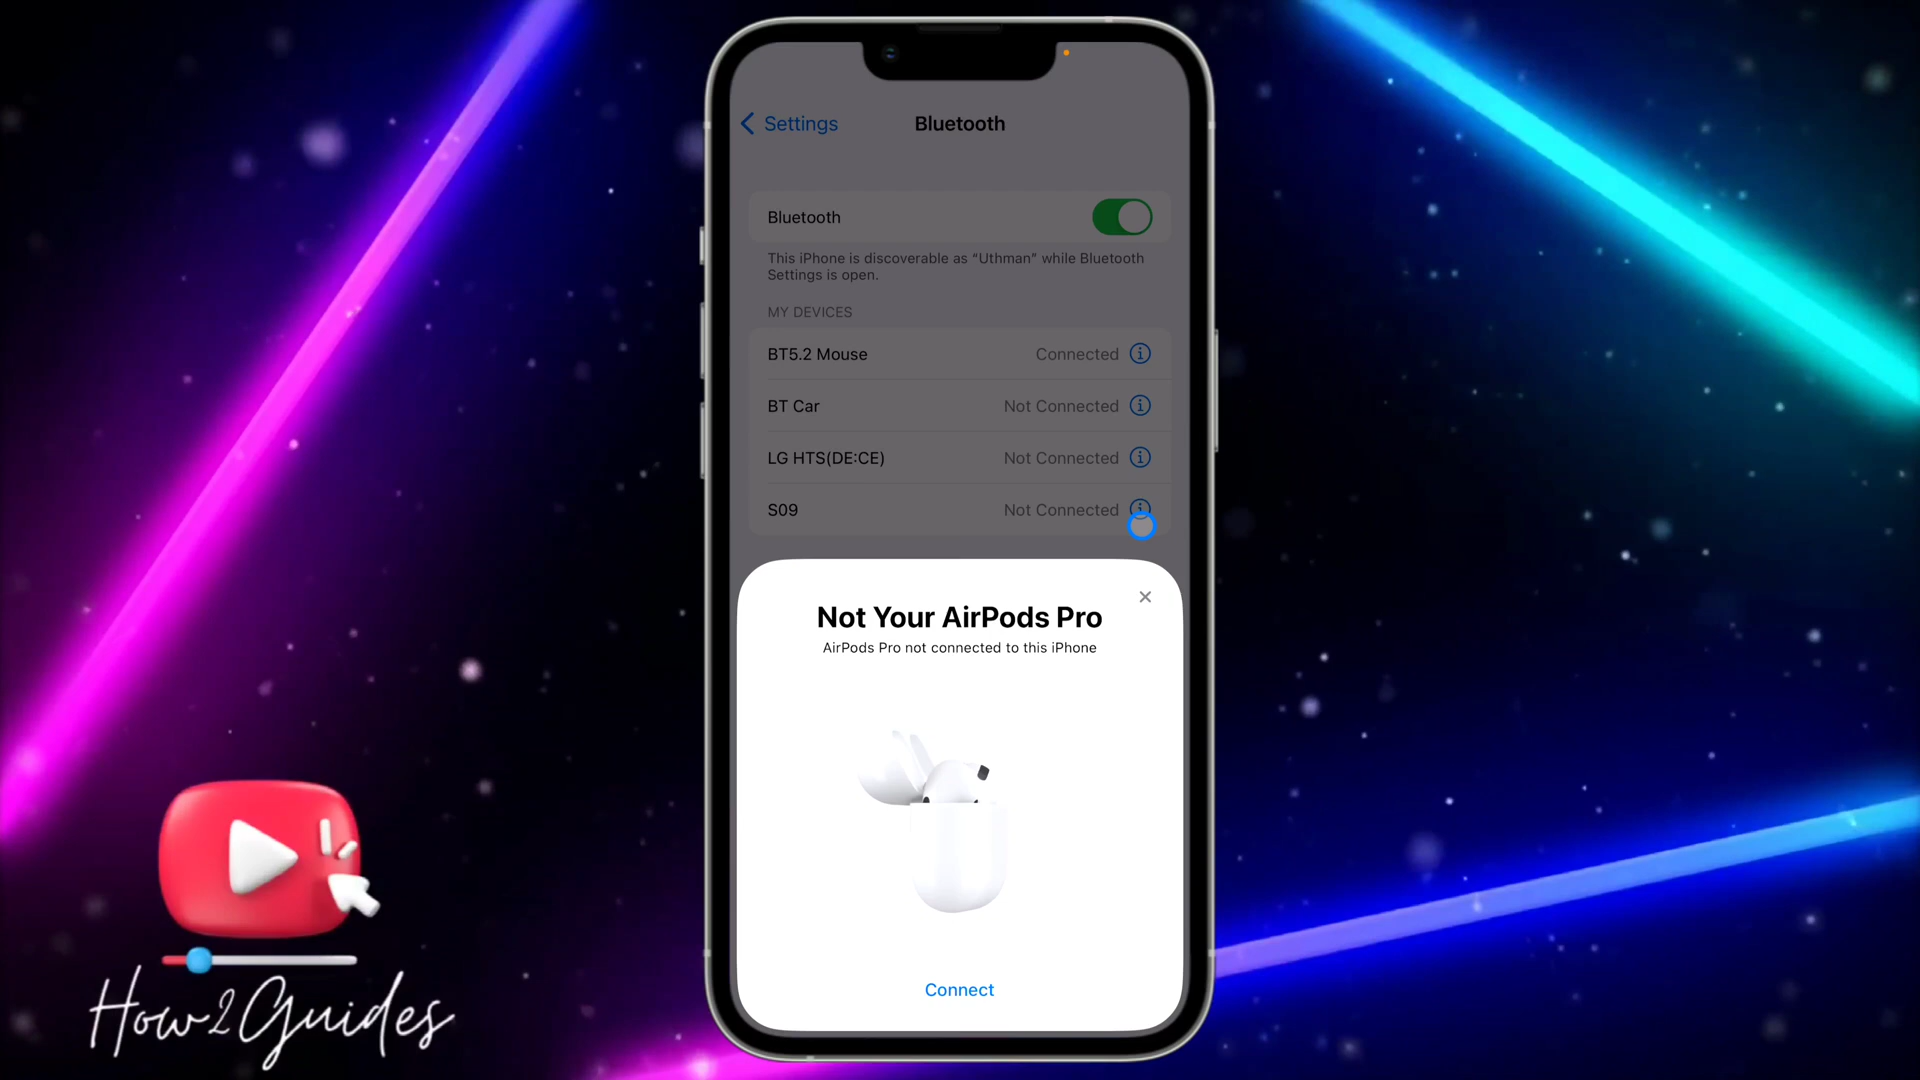 Settings
Bluetooth
Bluetooth
This iPhone is discoverable as “Uthman” while Bluetooth
Settings is open.
MY DEVICES
BT5.2 Mouse Connected
BT Car Not Connected
LG HTS(DE:CE) Not Connected
S09 Not Connected
Not Your AirPods Pro
AirPods Pro not connected to this iPhone
Connect
How2Guides